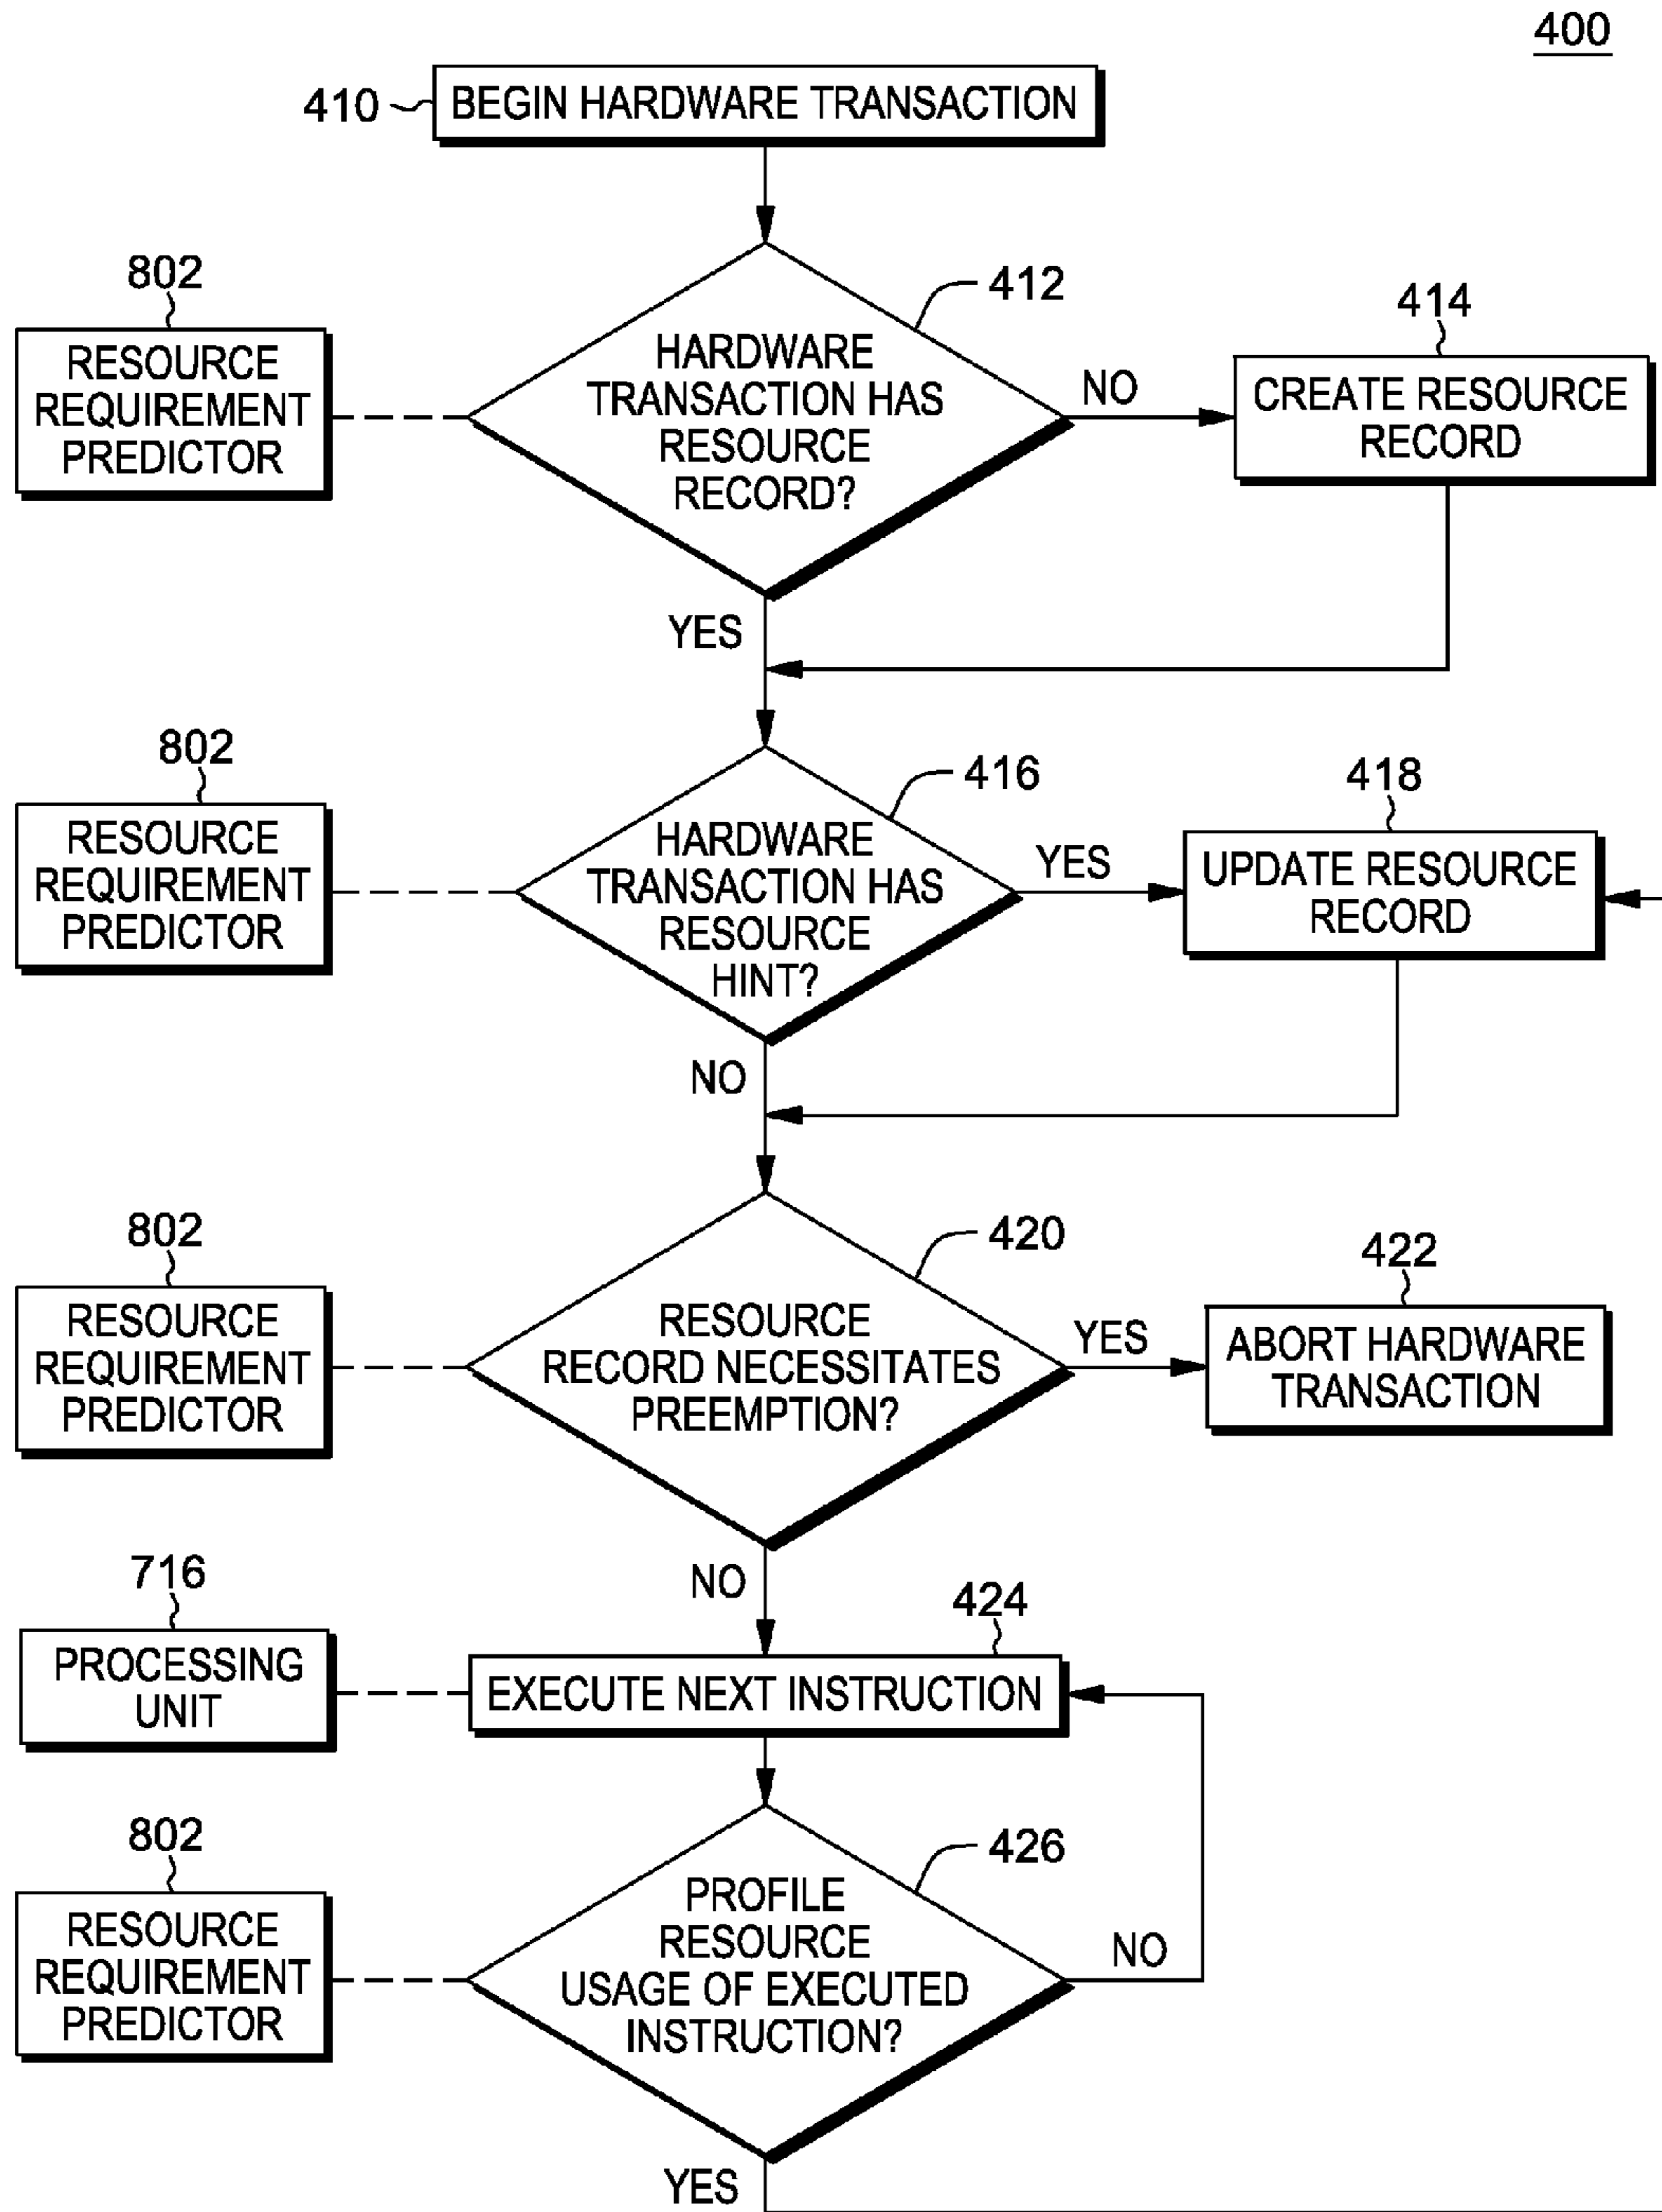 400
410
BEGIN HARDWARE TRANSACTION
802
RESOURCE
REQUIREMENT
PREDICTOR
412
HARDWARE
TRANSACTION HAS
RESOURCE
RECORD?
NO
414
CREATE RESOURCE
RECORD
YES
802
RESOURCE
REQUIREMENT
PREDICTOR
416
HARDWARE
TRANSACTION HAS
RESOURCE
HINT?
YES
418
UPDATE RESOURCE
RECORD
NO
802
RESOURCE
REQUIREMENT
PREDICTOR
420
RESOURCE
RECORD NECESSITATES
PREEMPTION?
YES
422
ABORT HARDWARE
TRANSACTION
NO
716
PROCESSING
UNIT
424
EXECUTE NEXT INSTRUCTION
802
RESOURCE
REQUIREMENT
PREDICTOR
426
PROFILE
RESOURCE
USAGE OF EXECUTED
INSTRUCTION?
NO
YES